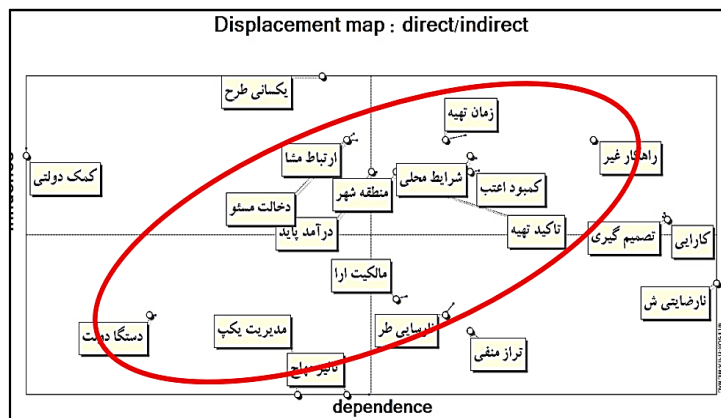 Displacement map : direct/indirect
یکسانی طرح
زمان تهیه
ارتباط مشا
راهکار غیر
کمک دولتی
شرایط محلی
کمبود اعتب
منطقه شهر
دخالت مسئو
درآمد پاید
تاکید تهیه
تصمیم گیری
کارایی
مالکیت ارا
نارضایتی ش
دستگا دولت
مدیریت یکپ
نارسایی طر
تراز منفی
تاثیر مهاج
dependence